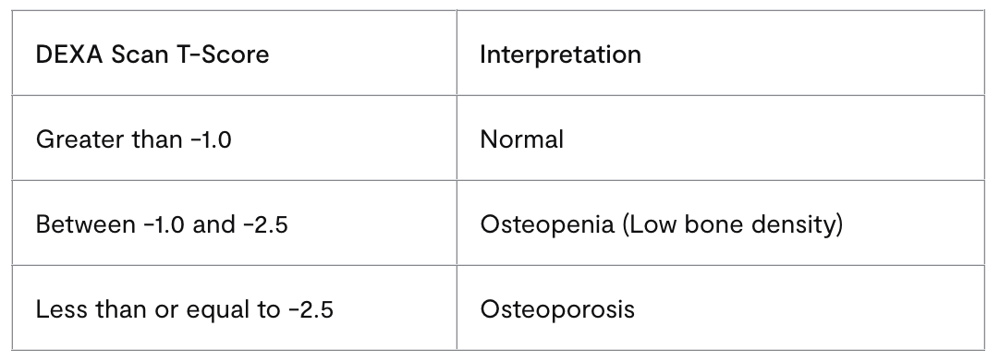 DEXA Scan T-Score
Interpretation
Greater than -1.0
Normal
Between -1.0 and -2.5
Osteopenia (Low bone density)
Less than or equal to -2.5
Osteoporosis